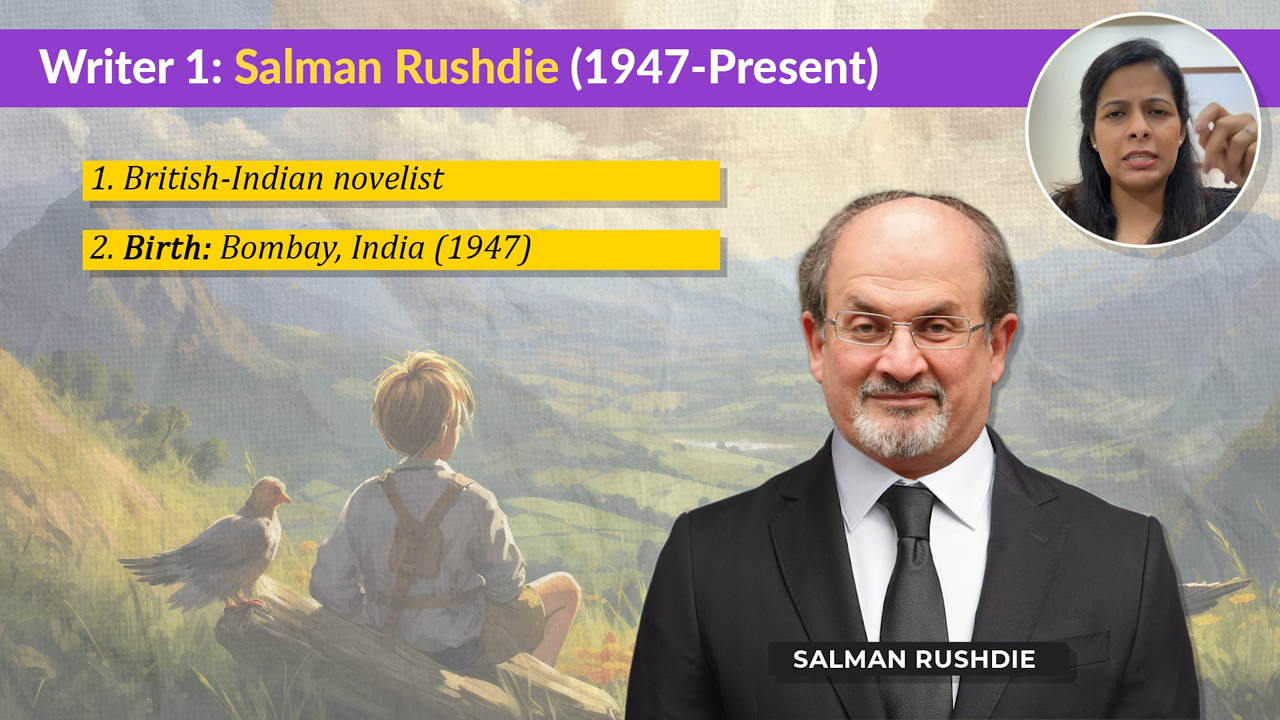 Writer 1: Salman Rushdie (1947-Present)
1. British-Indian novelist
2. Birth: Bombay, India (1947)
SALMAN RUSHDIE